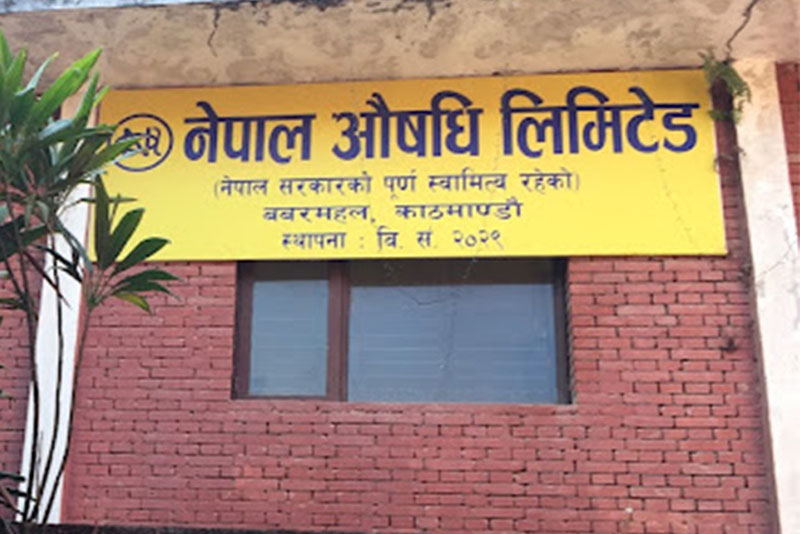 नेपाल औषधि लिमिटेड
(नेपाल सरकारको पूर्ण स्वामित्व रहेको)
बबरमहल, काठमाण्डौ
स्थापना : वि. सं. २०२९